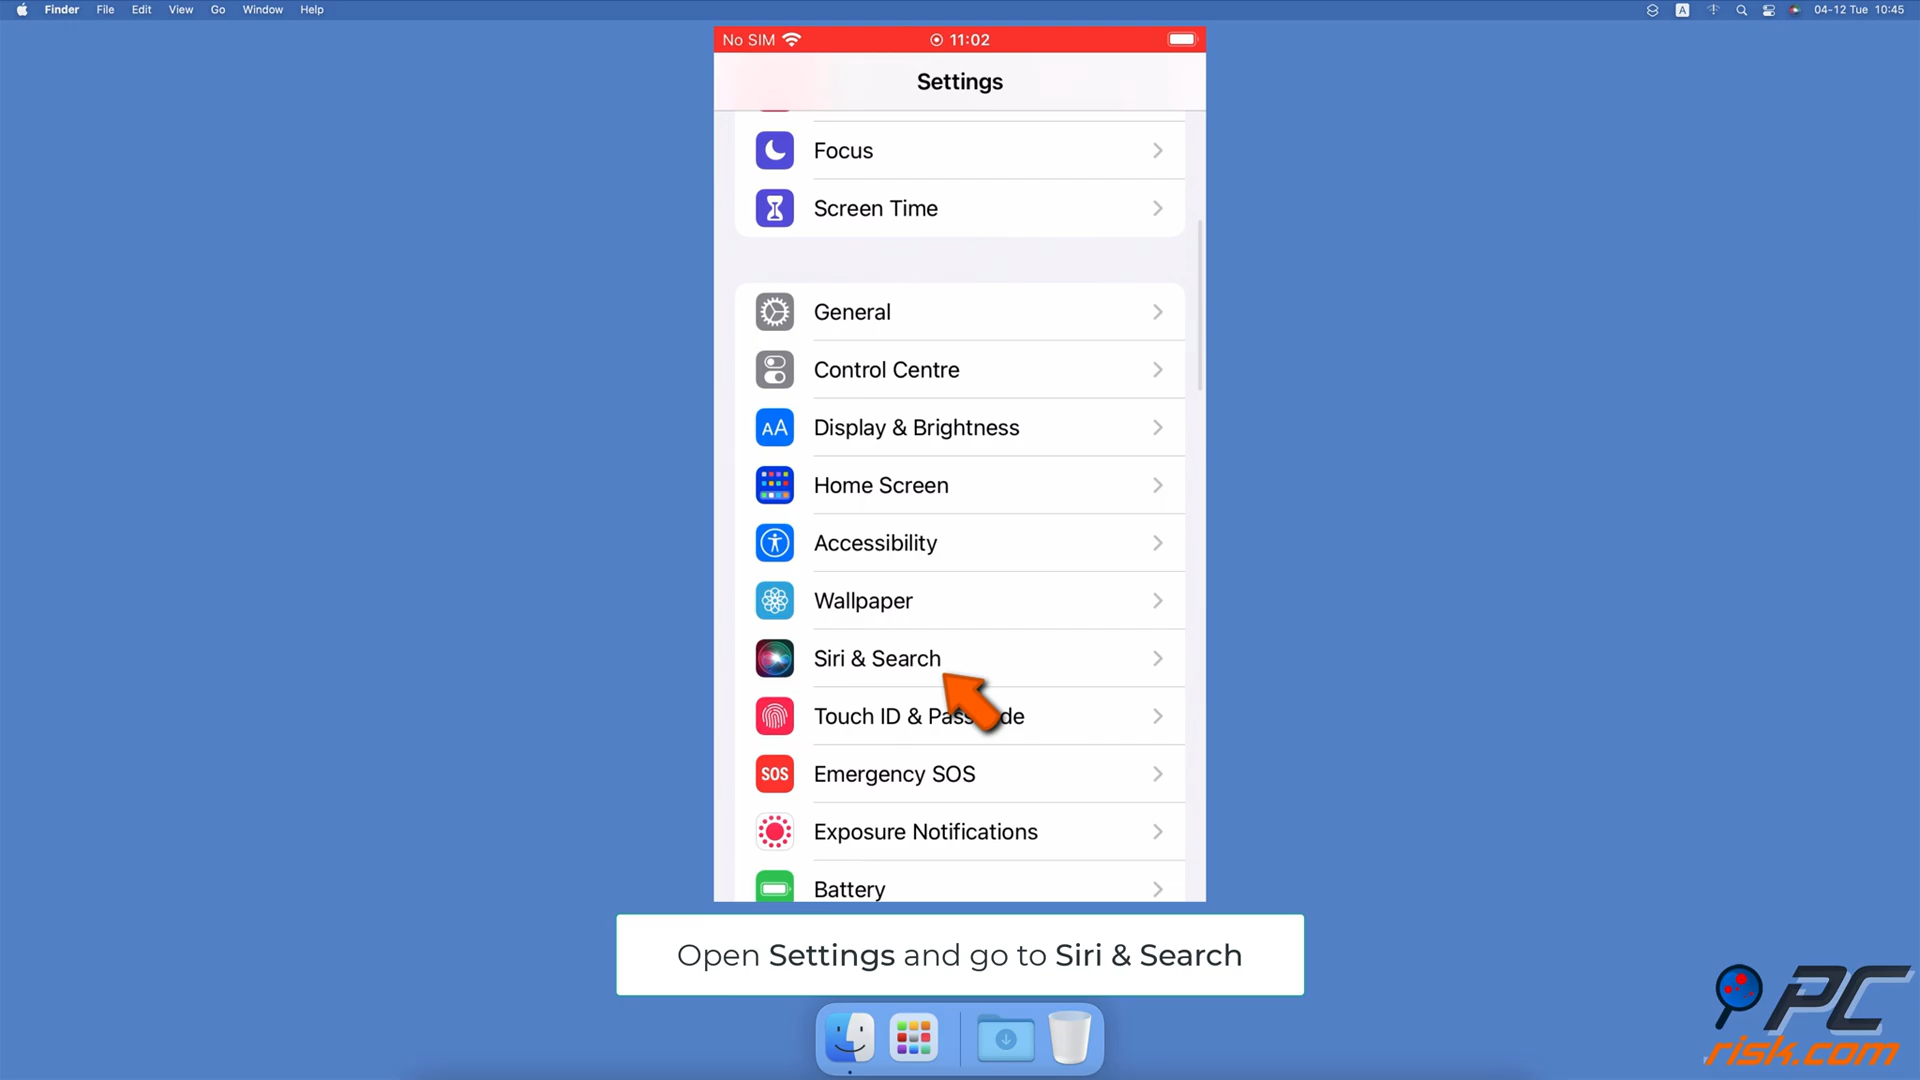 Finder File Edit View Go Window Help
A 04-12 Tue 10:45
No SIM 11:02
Settings
Focus
Screen Time
General
Control Centre
AA Display & Brightness
Home Screen
Accessibility
Wallpaper
Siri & Search
Touch ID & Pass de
SOS Emergency SOS
Exposure Notifications
Battery
Open Settings and go to Siri & Search
PC
risk.com